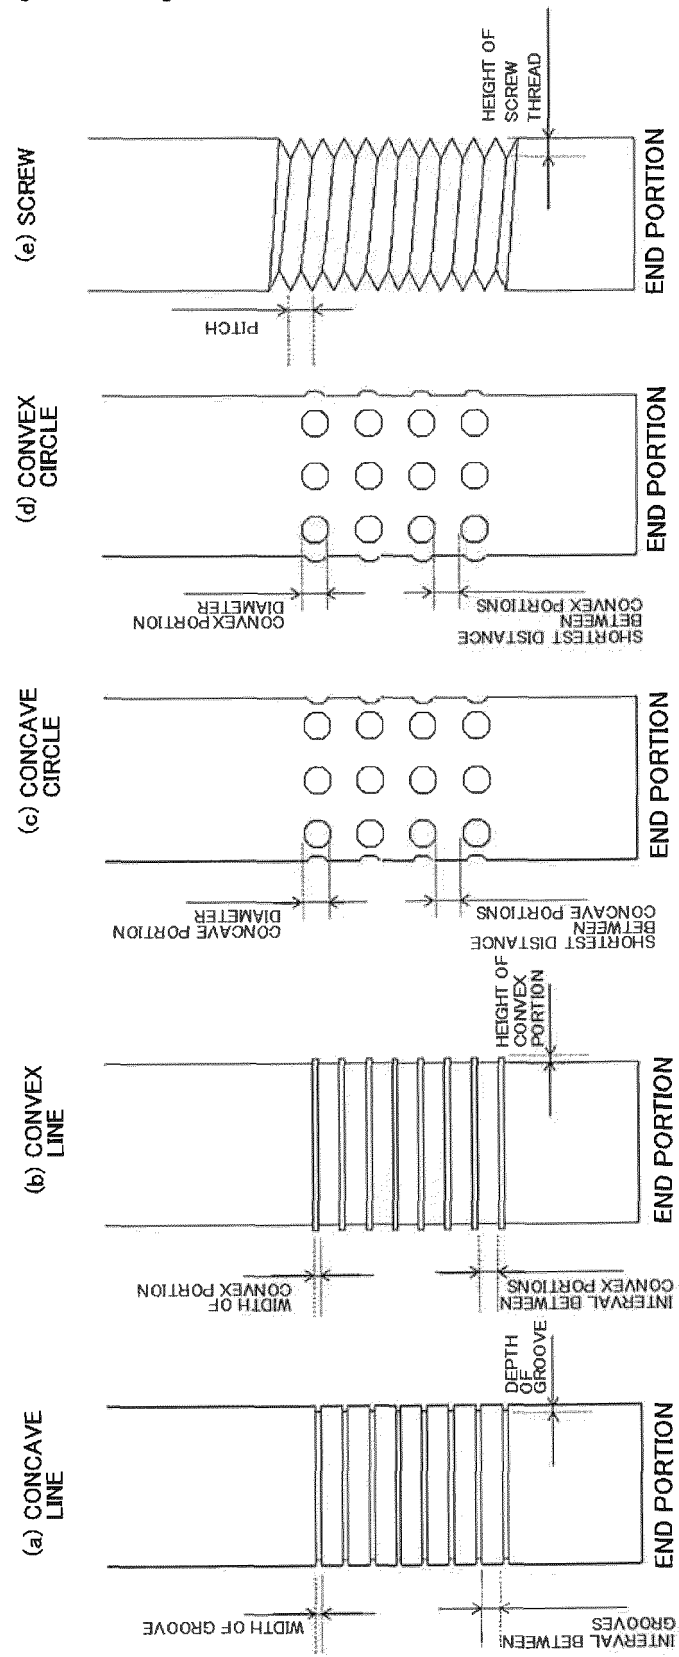 (a) CONCAVE
LINE
WIDTH OF GROOVE
INTERVAL BETWEEN
GROOVES
DEPTH
OF
GROOVE
END PORTION
(b) CONVEX
LINE
WIDTH OF
CONVEX PORTION
INTERVAL BETWEEN
CONVEX PORTIONS
HEIGHT OF
CONVEX
PORTION
END PORTION
(c) CONCAVE
CIRCLE
CONCAVE PORTION
DIAMETER
SHORTEST DISTANCE
BETWEEN
CONCAVE PORTIONS
END PORTION
(d) CONVEX
CIRCLE
CONVEX PORTION
DIAMETER
SHORTEST DISTANCE
BETWEEN
CONVEX PORTIONS
END PORTION
(e) SCREW
PITCH
HEIGHT OF
SCREW
THREAD
END PORTION